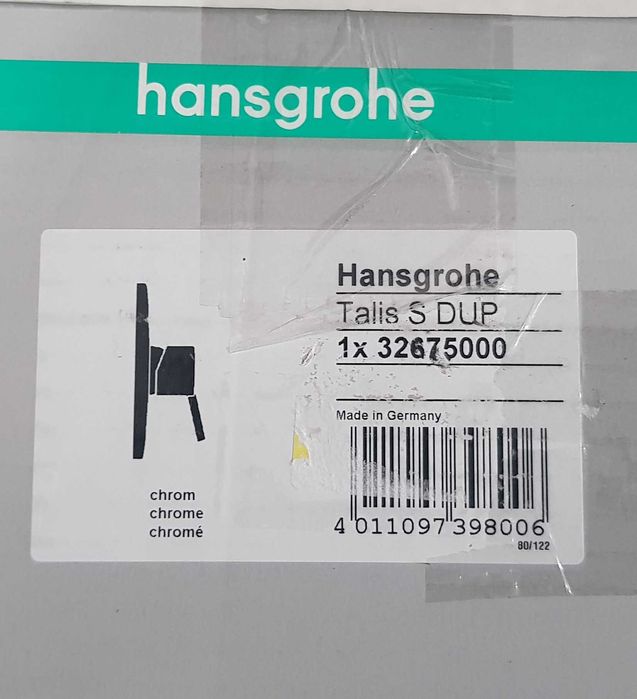 hansgrohe
Hansgrohe
Talis S DUP
1x 32675000
Made in Germany
chrom
chrome
chromé
4 011097 398006
80/122